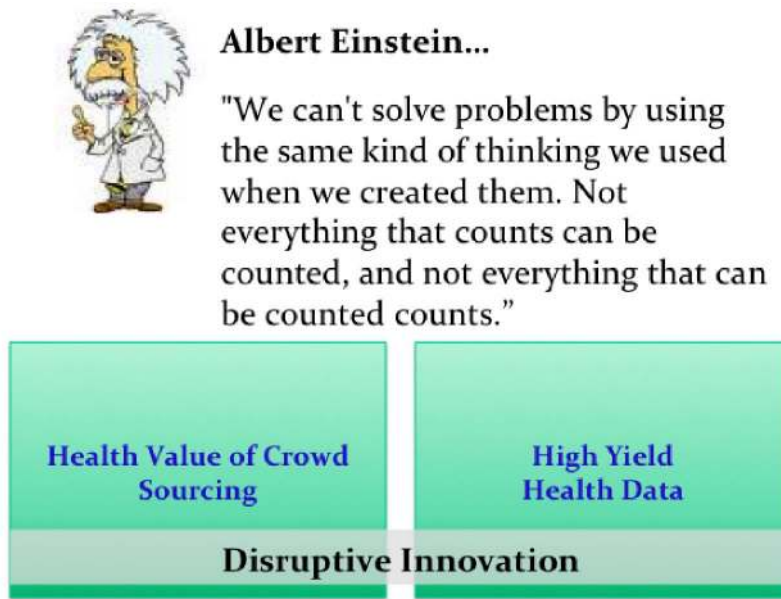 Albert Einstein...
"We can't solve problems by using
the same kind of thinking we used
when we created them. Not
everything that counts can be
counted, and not everything that can
be counted counts.”
Health Value of Crowd
Sourcing
High Yield
Health Data
Disruptive Innovation